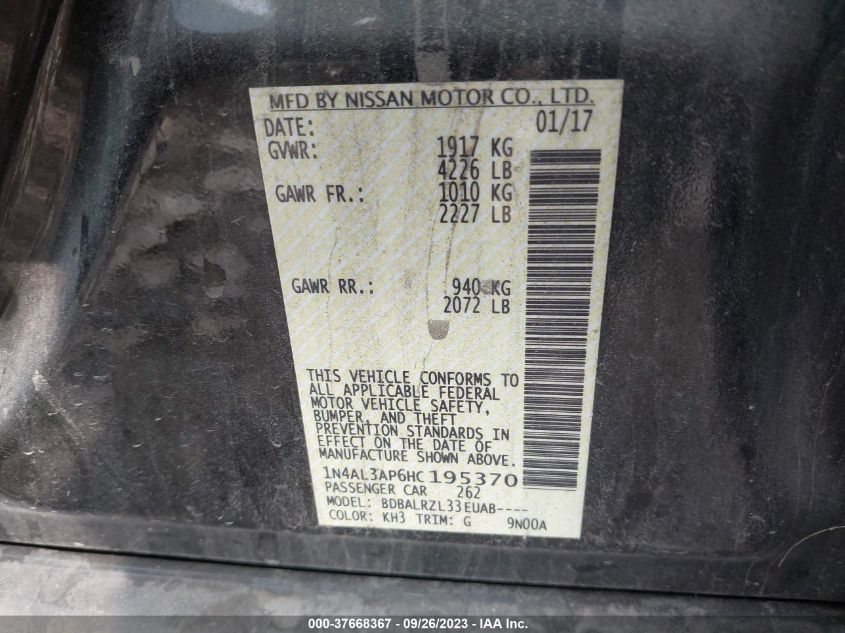 MFD BY NISSAN MOTOR CO., LTD.
DATE: 01/17
GVWR: 1917 KG
4226 LB
GAWR FR.: 1010 KG
2227 LB
GAWR RR.: 940 KG
2072 LB
THIS VEHICLE CONFORMS TO
ALL APPLICABLE FEDERAL
MOTOR VEHICLE SAFETY,
BUMPER, AND THEFT
PREVENTION STANDARDS IN
EFFECT ON THE DATE OF
MANUFACTURE SHOWN ABOVE.
1N4AL3AP6HC195370
PASSENGER CAR 262
MODEL: BDBALRZL33EUAB----
COLOR: KH3 TRIM: G 9N00A
000-37668367 - 09/26/2023 - IAA Inc.